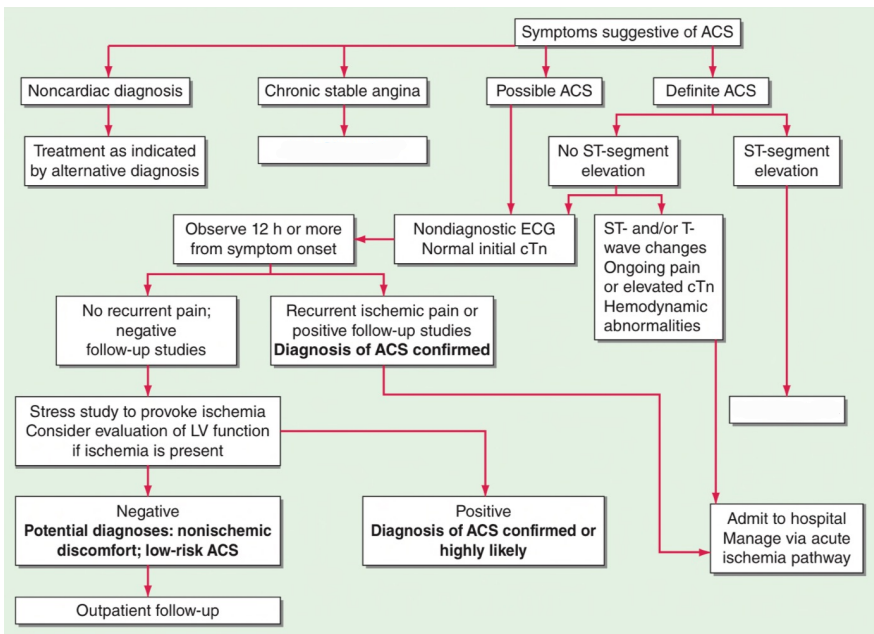 Symptoms suggestive of ACS
Noncardiac diagnosis
Chronic stable angina
Possible ACS
Definite ACS
Treatment as indicated
by alternative diagnosis
No ST-segment
elevation
ST-segment
elevation
Observe 12 h or more
from symptom onset
Nondiagnostic ECG
Normal initial cTn
ST- and/or T-
wave changes
Ongoing pain
or elevated cTn
Hemodynamic
abnormalities
No recurrent pain;
negative
follow-up studies
Recurrent ischemic pain or
positive follow-up studies
Diagnosis of ACS confirmed
Stress study to provoke ischemia
Consider evaluation of LV function
if ischemia is present
Negative
Potential diagnoses: nonischemic
discomfort; low-risk ACS
Positive
Diagnosis of ACS confirmed or
highly likely
Admit to hospital
Manage via acute
ischemia pathway
Outpatient follow-up